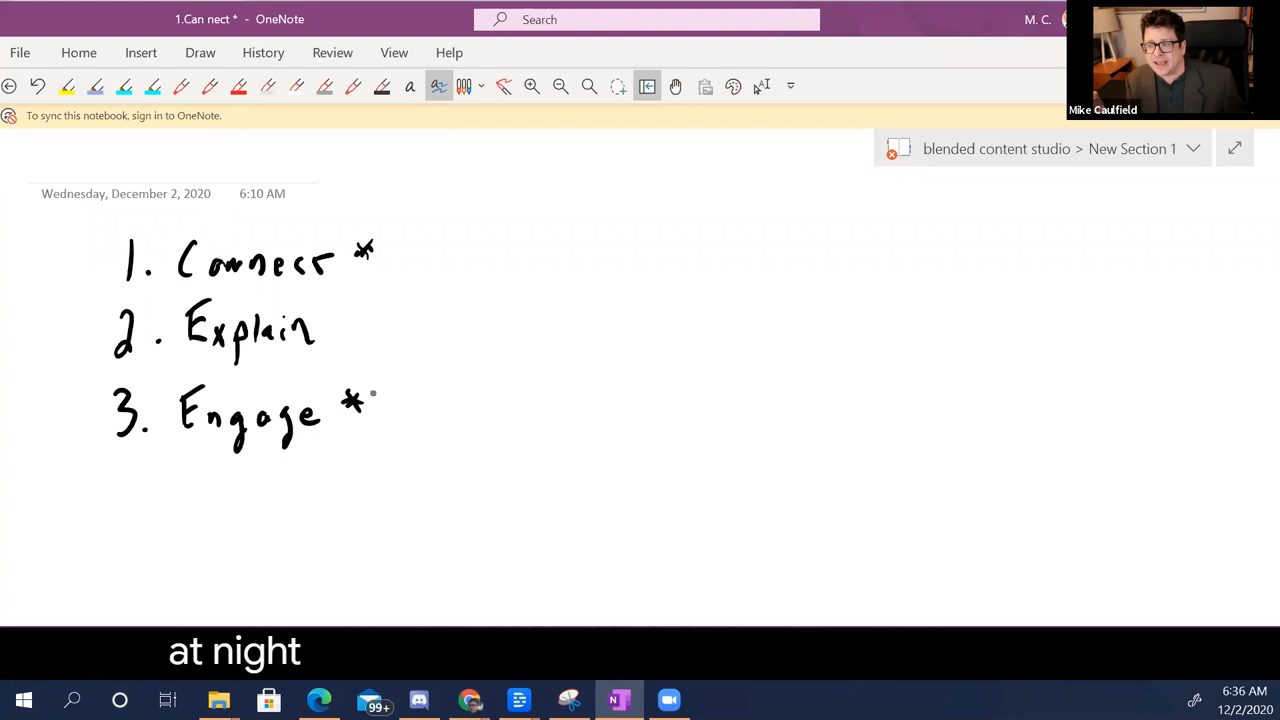 1.Can nect * - OneNote
Search
M. C.
File Home Insert Draw History Review View Help
To sync this notebook, sign in to OneNote.
Mike Caulfield
blended content studio > New Section 1
Wednesday, December 2, 2020 6:10 AM
1. Connect *
2. Explain
3. Engage *
at night
99+
6:36 AM
12/2/2020